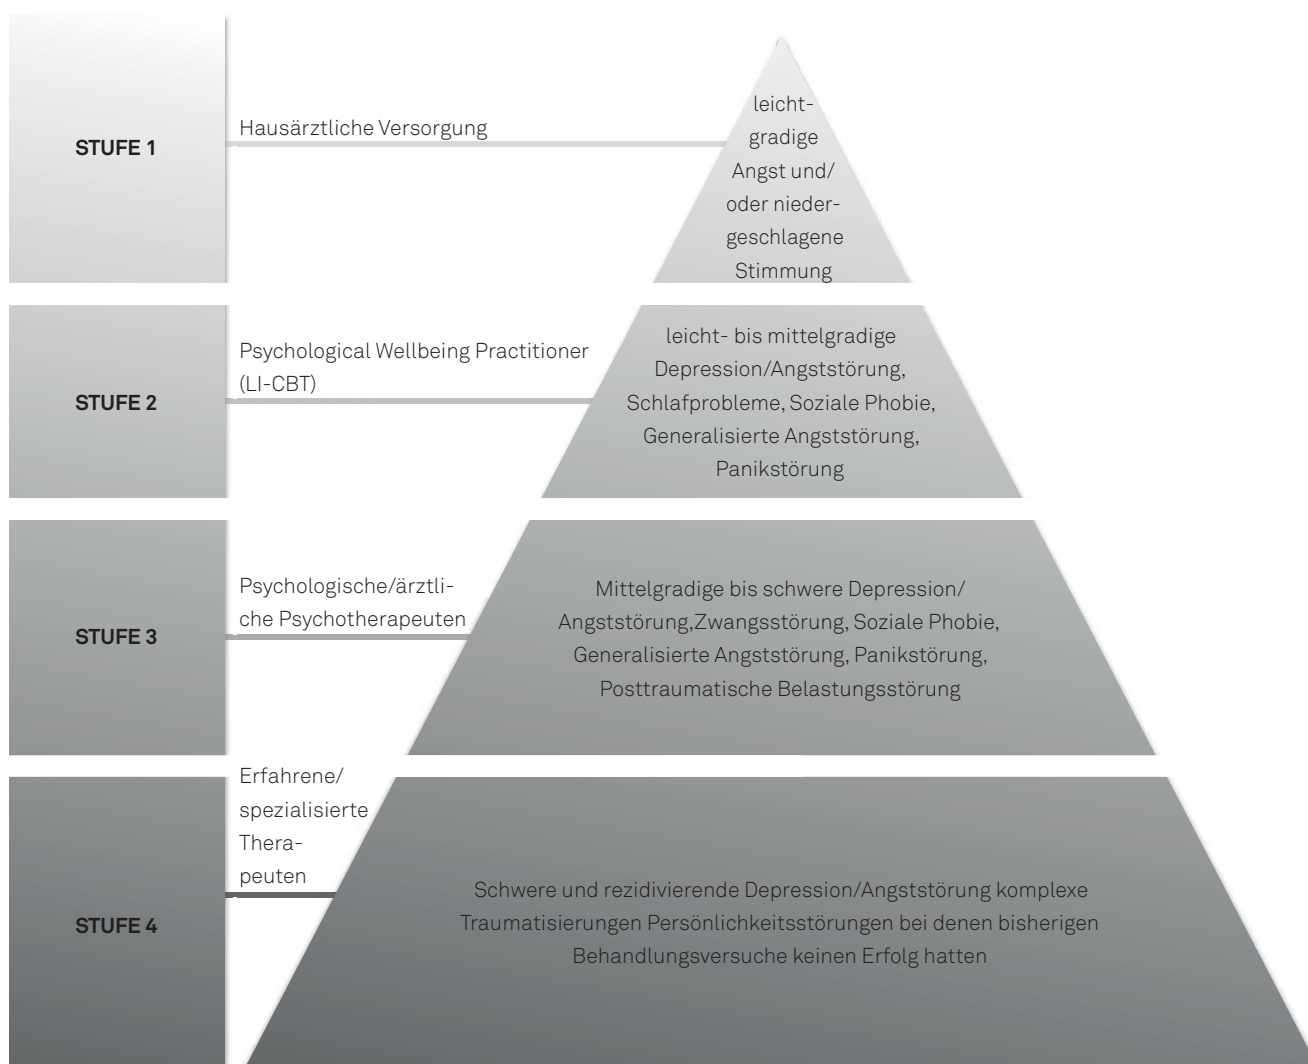 STUFE 1
Hausärztliche Versorgung
leicht-
gradige
Angst und/
oder nieder-
geschlagene
Stimmung
STUFE 2
Psychological Wellbeing Practitioner
(LI-CBT)
leicht- bis mittelgradige
Depression/Angststörung,
Schlafprobleme, Soziale Phobie,
Generalisierte Angststörung,
Panikstörung
STUFE 3
Psychologische/ärztli-
che Psychotherapeuten
Mittelgradige bis schwere Depression/
Angststörung,Zwangsstörung, Soziale Phobie,
Generalisierte Angststörung, Panikstörung,
Posttraumatische Belastungsstörung
STUFE 4
Erfahrene/
spezialisierte
Thera-
peuten
Schwere und rezidivierende Depression/Angststörung komplexe
Traumatisierungen Persönlichkeitsstörungen bei denen bisherigen
Behandlungsversuche keinen Erfolg hatten